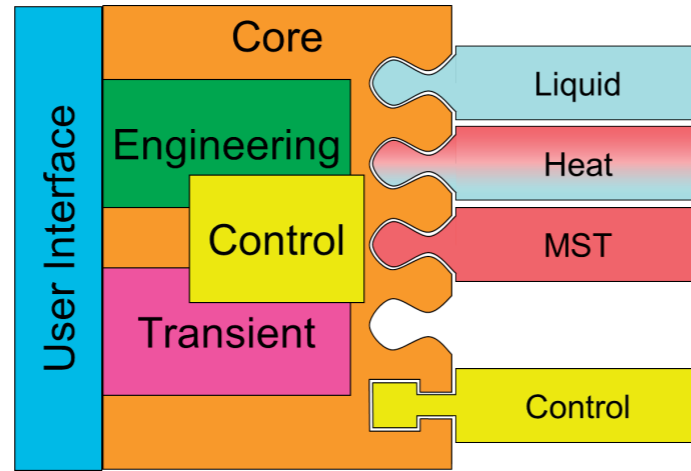 User Interface
Core
Engineering
Control
Transient
Liquid
Heat
MST
Control